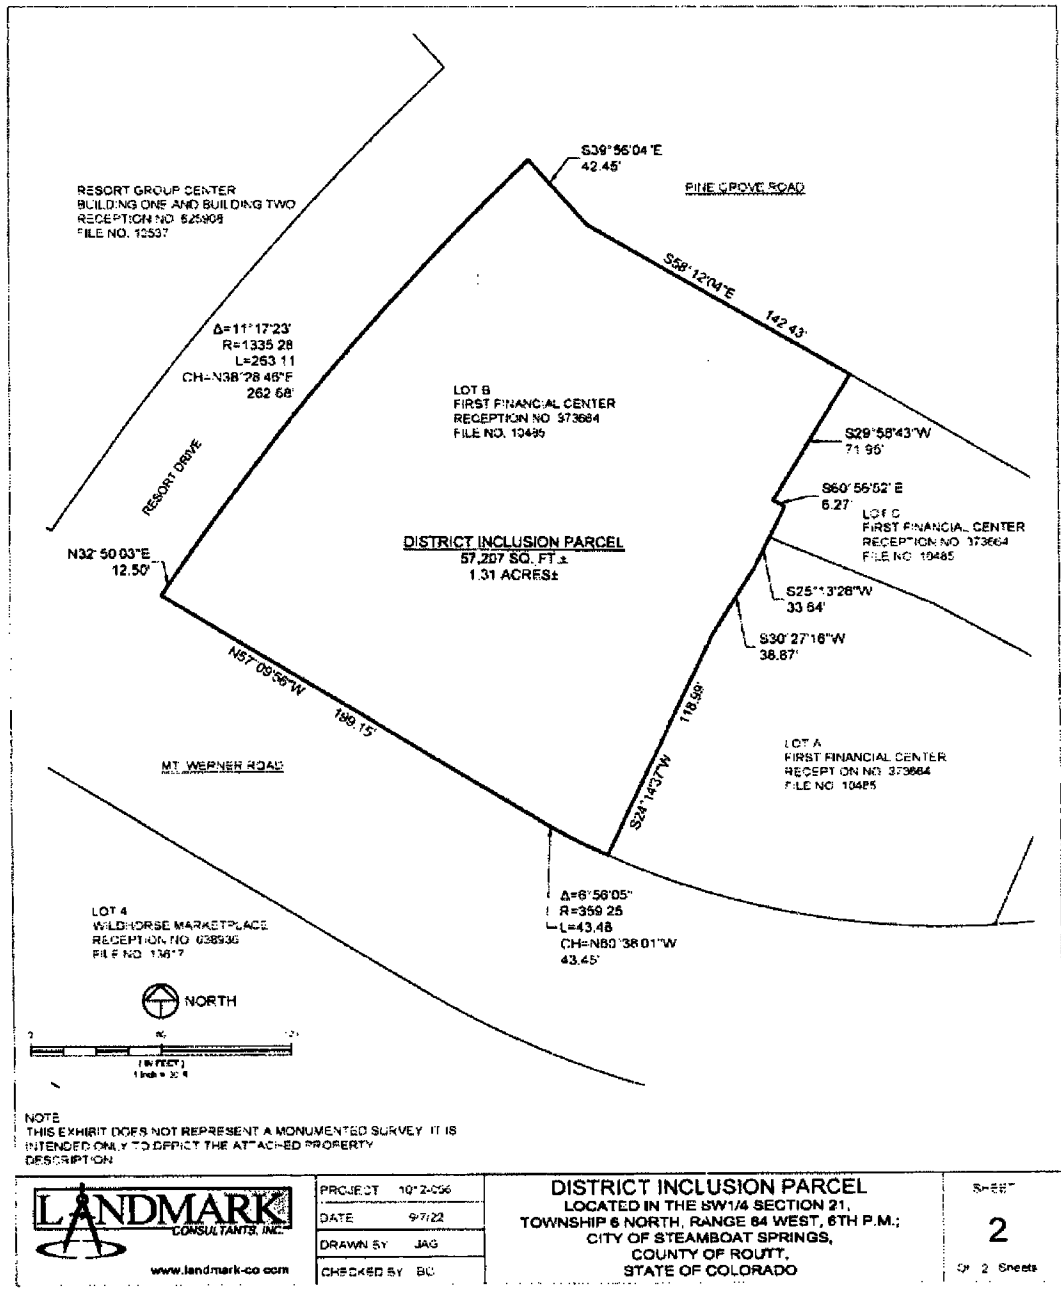 S39°56'04"E
42.45'
PINE GROVE ROAD
RESORT GROUP CENTER
BUILDING ONE AND BUILDING TWO
RECEPTION NO. 625908
FILE NO. 13537
S58°12'04"E
142.43'
Δ=11°17'23"
R=1335.28
L=263.11
CH=N38°28'46"E
262.68'
LOT B
FIRST FINANCIAL CENTER
RECEPTION NO. 373664
FILE NO. 10485
RESORT DRIVE
S29°58'43"W
71.95'
S60°56'52"E
6.27'
LOT C
FIRST FINANCIAL CENTER
RECEPTION NO. 373664
FILE NO. 10485
DISTRICT INCLUSION PARCEL
57,207 SQ. FT.±
1.31 ACRES±
N32°50'03"E
12.50'
S25°13'26"W
33.64'
S30°27'16"W
38.87'
N57°09'56"W
199.15'
118.99'
S24°14'37"W
MT. WERNER ROAD
LOT A
FIRST FINANCIAL CENTER
RECEPTION NO. 373664
FILE NO. 10485
Δ=6°56'05"
R=359.25
L=43.48
CH=N60°38'01"W
43.45'
LOT 4
WILDHORSE MARKETPLACE
RECEPTION NO. 638936
FILE NO. 13617
NORTH
( IN FEET )
NOTE
THIS EXHIBIT DOES NOT REPRESENT A MONUMENTED SURVEY. IT IS
INTENDED ONLY TO DEPICT THE ATTACHED PROPERTY
DESCRIPTION
LANDMARK
CONSULTANTS, INC.
www.landmark-co.com
PROJECT
DATE 9/7/22
DRAWN BY JAG
CHECKED BY BG
DISTRICT INCLUSION PARCEL
LOCATED IN THE SW1/4 SECTION 21,
TOWNSHIP 6 NORTH, RANGE 84 WEST, 6TH P.M.;
CITY OF STEAMBOAT SPRINGS,
COUNTY OF ROUTT,
STATE OF COLORADO
SHEET
2
Of 2 Sheets